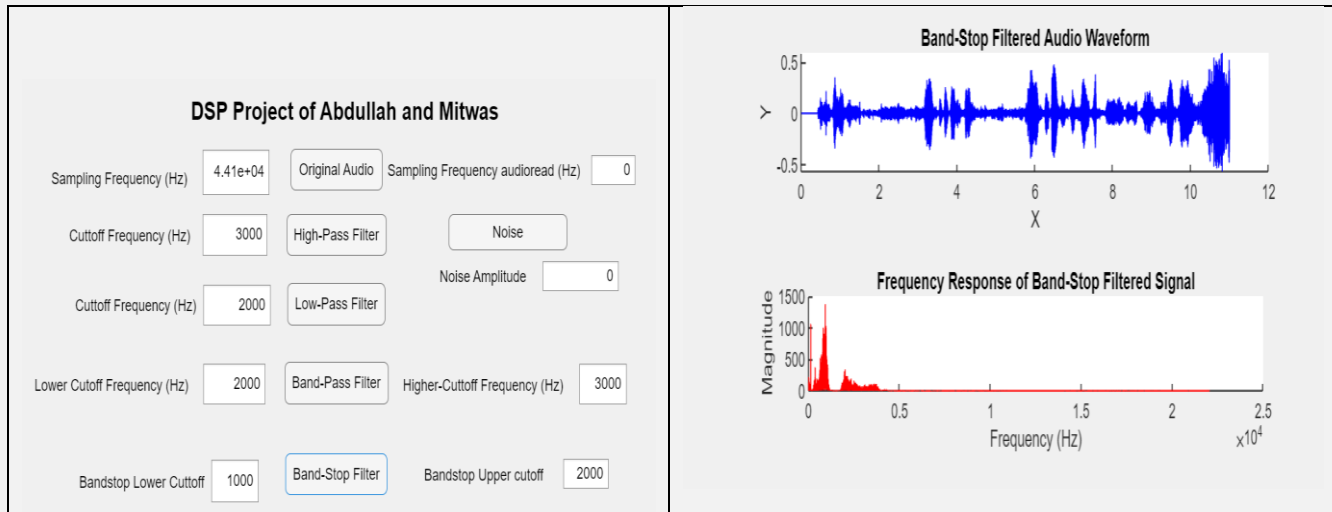 DSP Project of Abdullah and Mitwas
Sampling Frequency (Hz) 4.41e+04 Original Audio Sampling Frequency audioread (Hz) 0
Cuttoff Frequency (Hz) 3000 High-Pass Filter Noise
Noise Amplitude 0
Cuttoff Frequency (Hz) 2000 Low-Pass Filter
Lower Cutoff Frequency (Hz) 2000 Band-Pass Filter Higher-Cuttoff Frequency (Hz) 3000
Bandstop Lower Cuttoff 1000 Band-Stop Filter Bandstop Upper cutoff 2000
Band-Stop Filtered Audio Waveform
0.5
Y
0
-0.5
0 2 4 6 8 10 12
X
Frequency Response of Band-Stop Filtered Signal
Magnitude
1500
1000
500
0
0 0.5 1 1.5 2 2.5
Frequency (Hz)
×10⁴